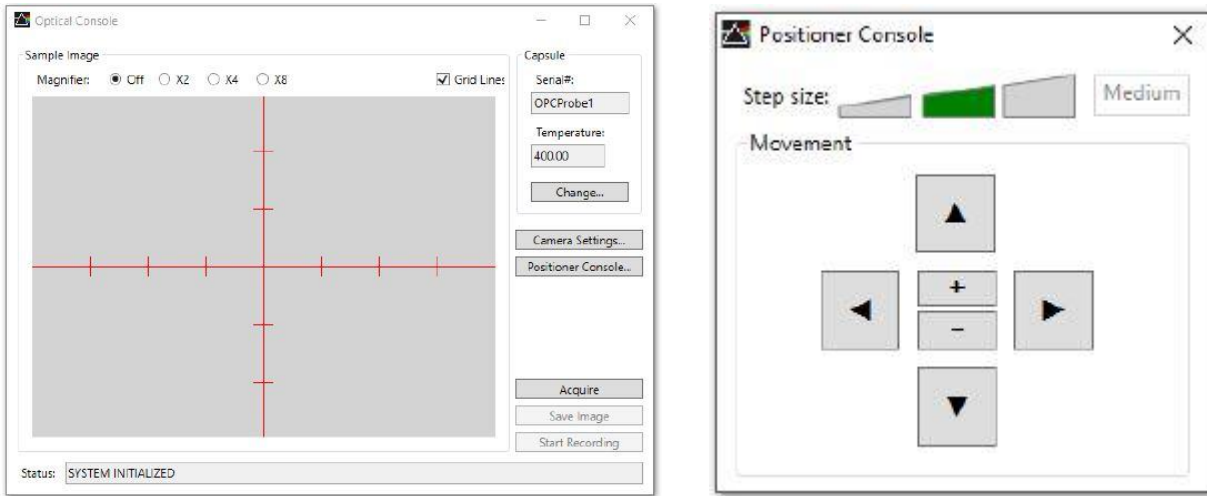 Optical Console
Sample Image
Magnifier: Off X2 X4 X8 Grid Lines
Capsule
Serial#:
OPCProbe1
Temperature:
400.00
Change...
Camera Settings...
Positioner Console...
Acquire
Save Image
Start Recording
Status: SYSTEM INITIALIZED
Positioner Console
Step size: Medium
Movement
+
-